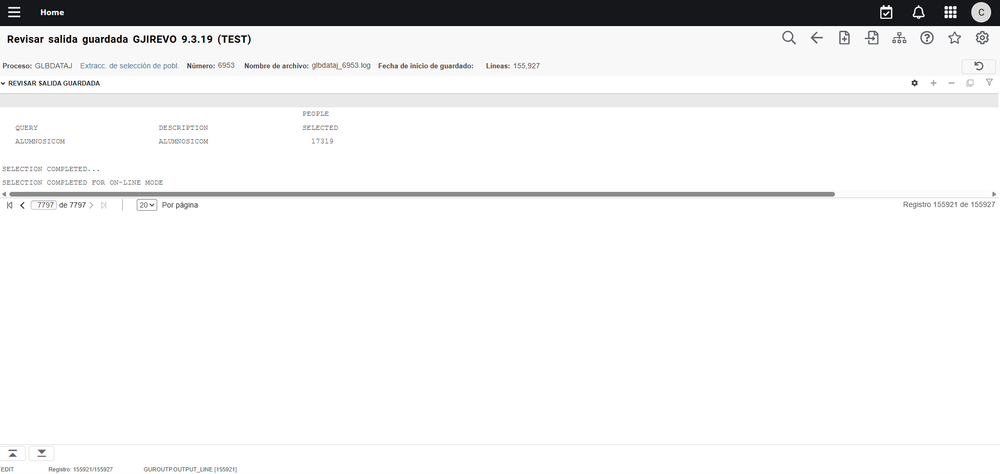 Home
C
Revisar salida guardada GJIREVO 9.3.19 (TEST)
Proceso: GLBDATAJ Extracc. de selección de pobl. Número: 6953 Nombre de archivo: glbdataj_6953.log Fecha de inicio de guardado: Líneas: 155,927
REVISAR SALIDA GUARDADA
PEOPLE
QUERY DESCRIPTION SELECTED
ALUMNOSICOM ALUMNOSICOM 17319
SELECTION COMPLETED...
SELECTION COMPLETED FOR ON-LINE MODE
7797 de 7797 20 Por página Registro 155921 de 155927
EDIT Registro: 155921/155927 GUROUTP.OUTPUT_LINE [155921]